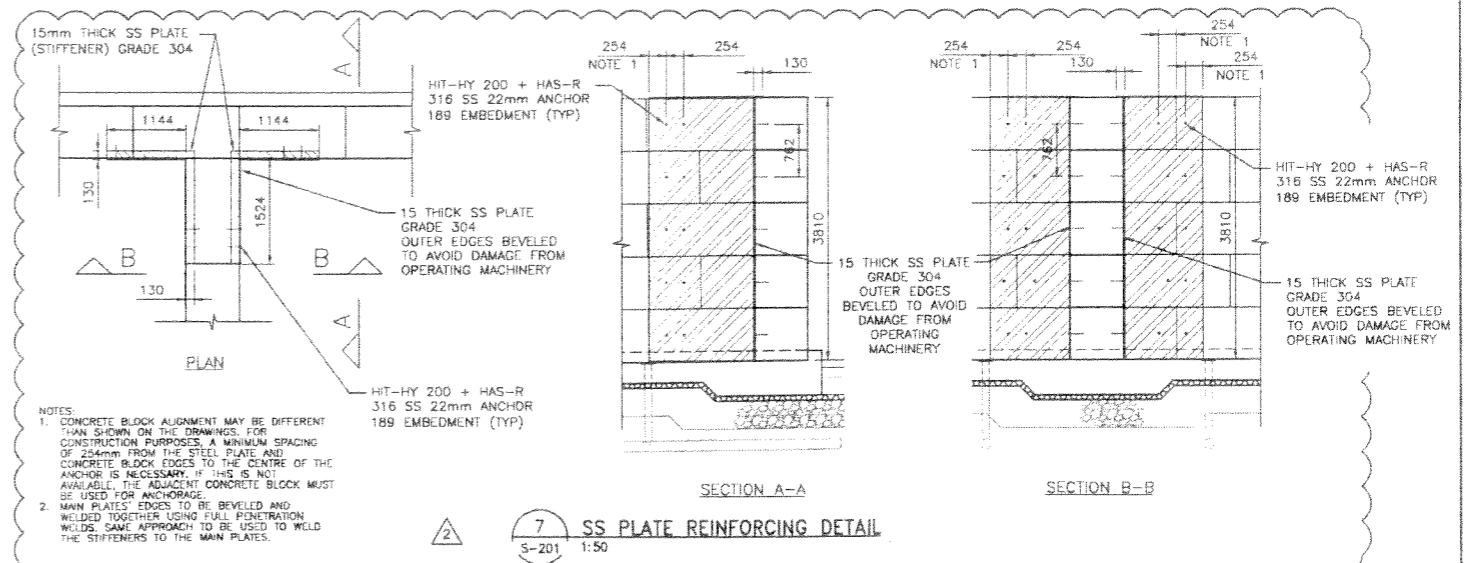 15mm THICK SS PLATE
(STIFFENER) GRADE 304
A
1144
1144
130
1524
B
B
130
A
PLAN
HIT-HY 200 + HAS-R
316 SS 22mm ANCHOR
189 EMBEDMENT (TYP)
15 THICK SS PLATE
GRADE 304
OUTER EDGES BEVELED
TO AVOID DAMAGE FROM
OPERATING MACHINERY
HIT-HY 200 + HAS-R
316 SS 22mm ANCHOR
189 EMBEDMENT (TYP)
NOTES:
1. CONCRETE BLOCK ALIGNMENT MAY BE DIFFERENT
THAN SHOWN ON THE DRAWINGS. FOR
CONSTRUCTION PURPOSES, A MINIMUM SPACING
OF 254mm FROM THE STEEL PLATE AND
CONCRETE BLOCK EDGES TO THE CENTRE OF THE
ANCHOR IS NECESSARY. IF THIS IS NOT
AVAILABLE, THE ADJACENT CONCRETE BLOCK MUST
BE USED FOR ANCHORAGE.
2. MAIN PLATES' EDGES TO BE BEVELED AND
WELDED TOGETHER USING FULL PENETRATION
WELDS. SAME APPROACH TO BE USED TO WELD
THE STIFFENERS TO THE MAIN PLATES.
254
NOTE 1
254
130
762
3810
15 THICK SS PLATE
GRADE 304
OUTER EDGES
BEVELED TO AVOID
DAMAGE FROM
OPERATING
MACHINERY
SECTION A-A
254
NOTE 1
254
130
254
NOTE 1
254
NOTE 1
762
3810
HIT-HY 200 + HAS-R
316 SS 22mm ANCHOR
189 EMBEDMENT (TYP)
15 THICK SS PLATE
GRADE 304
OUTER EDGES BEVELED
TO AVOID DAMAGE FROM
OPERATING MACHINERY
SECTION B-B
2
7
S-201
SS PLATE REINFORCING DETAIL
1:50